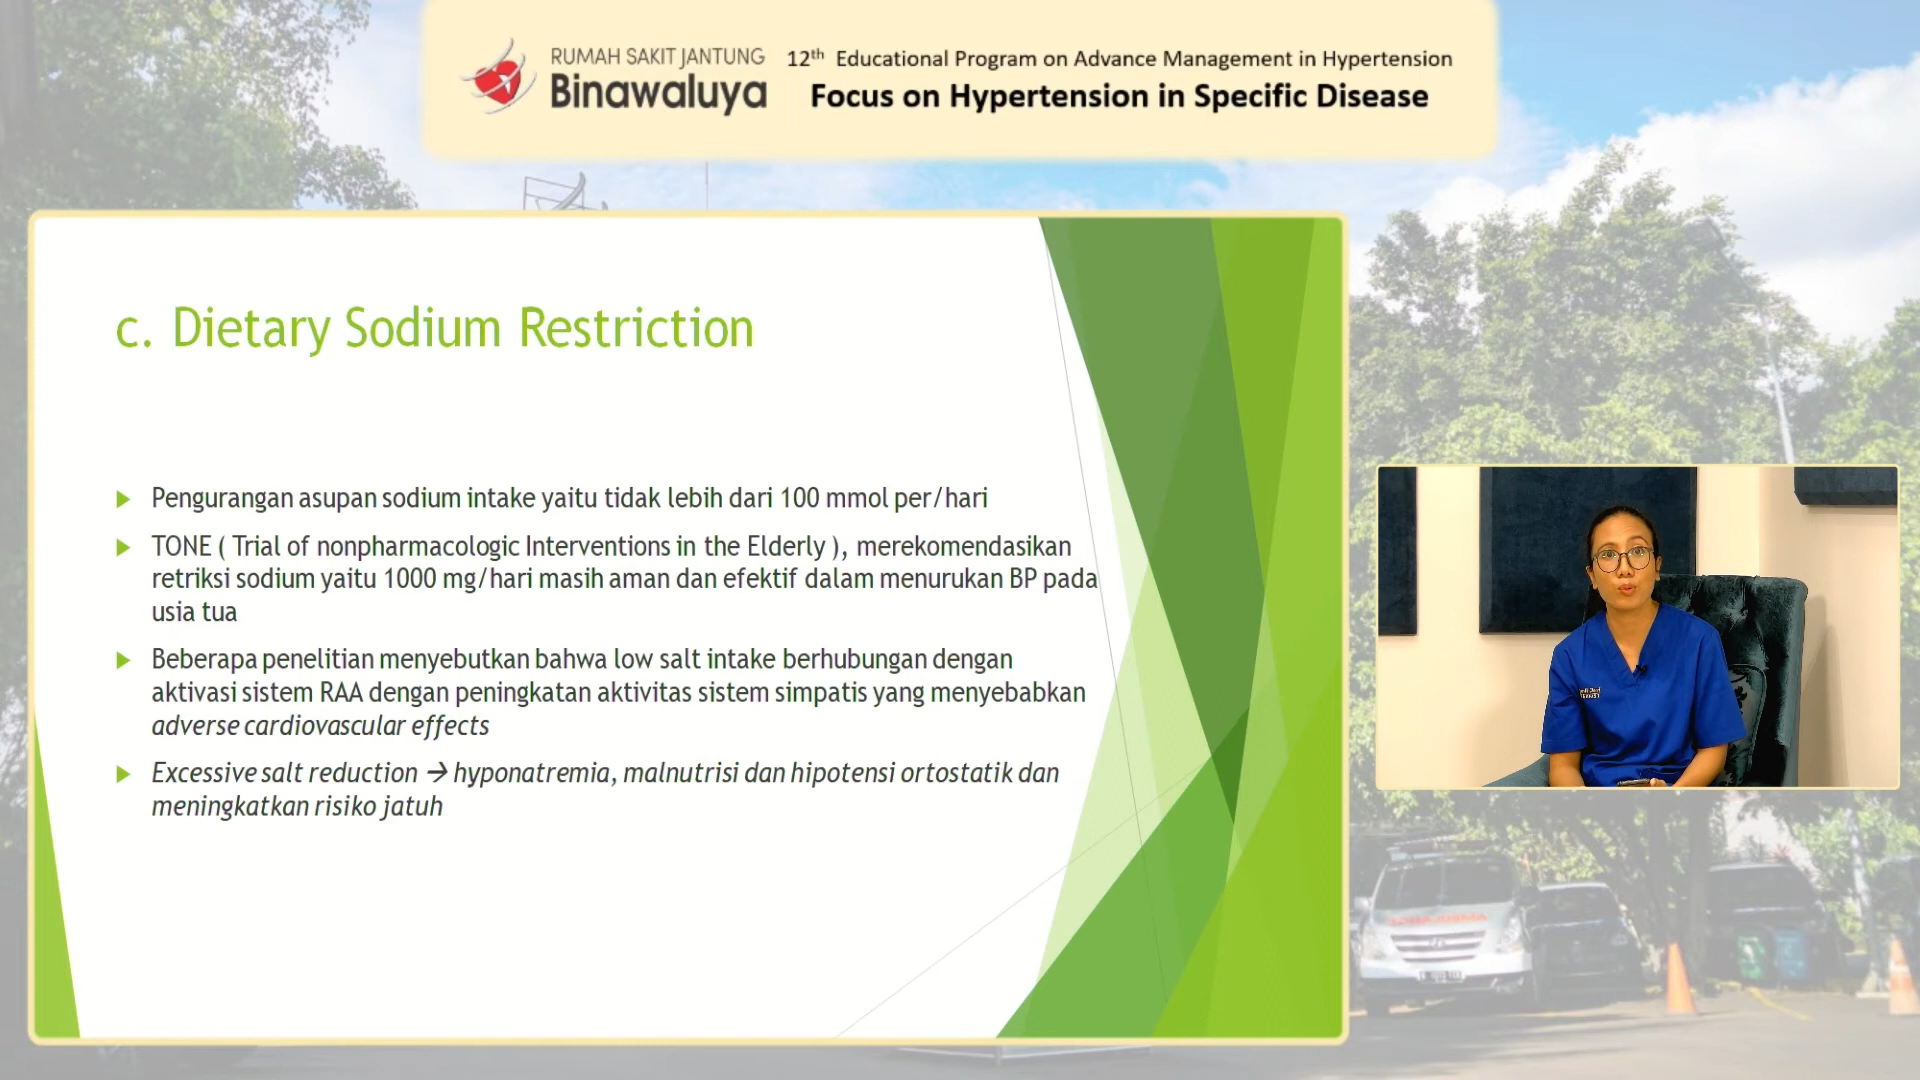 RUMAH SAKIT JANTUNG
Binawaluya
12th Educational Program on Advance Management in Hypertension
Focus on Hypertension in Specific Disease
c. Dietary Sodium Restriction
Pengurangan asupan sodium intake yaitu tidak lebih dari 100 mmol per/hari
TONE ( Trial of nonpharmacologic Interventions in the Elderly ), merekomendasikan
retriksi sodium yaitu 1000 mg/hari masih aman dan efektif dalam menurukan BP pada
usia tua
Beberapa penelitian menyebutkan bahwa low salt intake berhubungan dengan
aktivasi sistem RAA dengan peningkatan aktivitas sistem simpatis yang menyebabkan
adverse cardiovascular effects
Excessive salt reduction → hyponatremia, malnutrisi dan hipotensi ortostatik dan
meningkatkan risiko jatuh